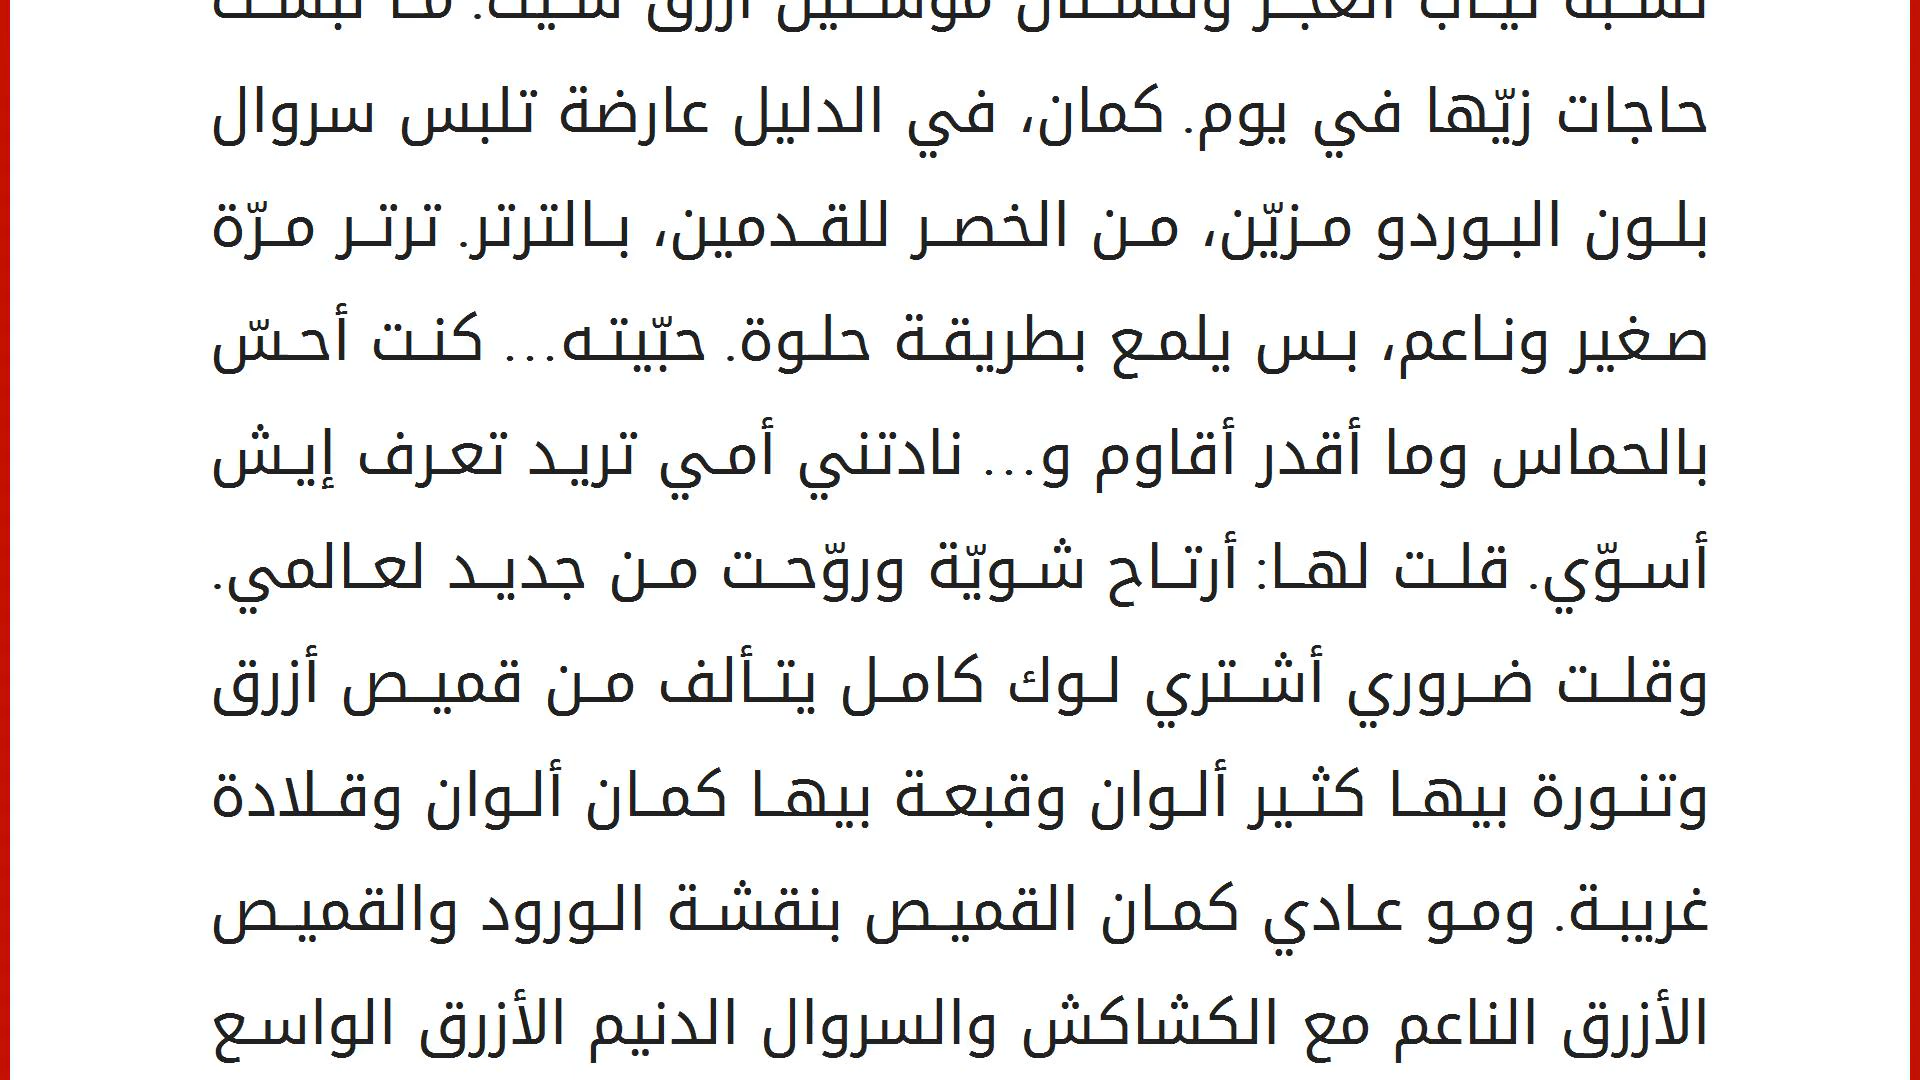 حاجات زيّها في يوم. كمان، في الدليل عارضة تلبس سروال
بلون البوردو مزيّن، من الخصر للقدمين، بالترتر. ترتر مرّة
صغير وناعم، بس يلمع بطريقة حلوة. حبّيته... كنت أحسّ
بالحماس وما أقدر أقاوم و... نادتني أمي تريد تعرف إيش
أسوّي. قلت لها: أرتاح شويّة وروّحت من جديد لعالمي.
وقلت ضروري أشتري لوك كامل يتألف من قميص أزرق
وتنورة بيها كثير ألوان وقبعة بيها كمان ألوان وقلادة
غريبة. ومو عادي كمان القميص بنقشة الورود والقميص
الأزرق الناعم مع الكشاكش والسروال الدنيم الأزرق الواسع